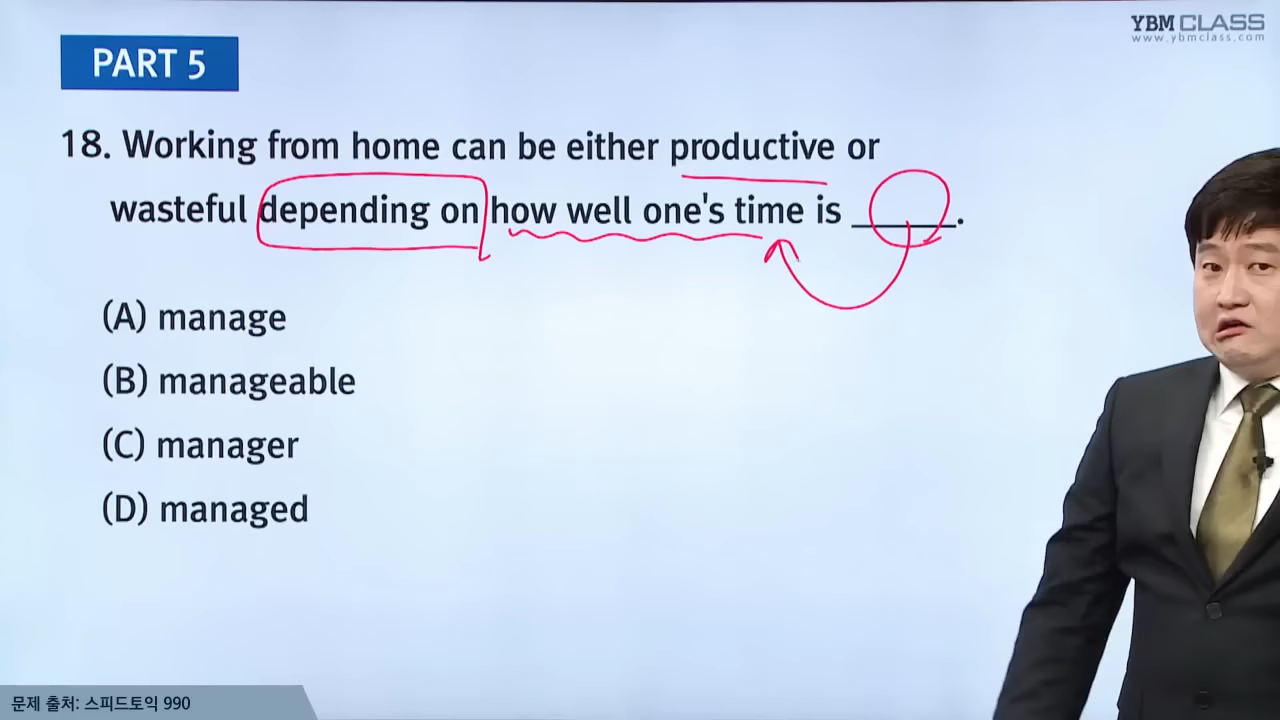 YBM CLASS
www.ybmclass.com
PART 5
18. Working from home can be either productive or
wasteful depending on how well one's time is ______.
(A) manage
(B) manageable
(C) manager
(D) managed
문제 출처: 스피드토익 990